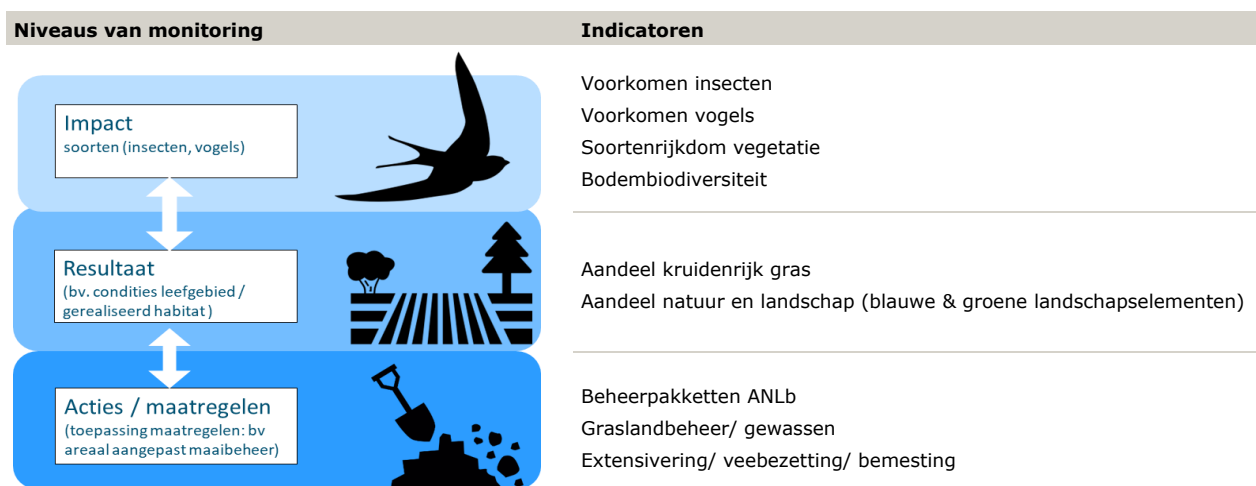 Niveaus van monitoring
Indicatoren
Impact
soorten (insecten, vogels)
Voorkomen insecten
Voorkomen vogels
Soortenrijkdom vegetatie
Bodembiodiversiteit
Resultaat
(bv. condities leefgebied /
gerealiseerd habitat )
Aandeel kruidenrijk gras
Aandeel natuur en landschap (blauwe & groene landschapselementen)
Acties / maatregelen
(toepassing maatregelen: bv
areaal aangepast maaibeheer)
Beheerpakketten ANLb
Graslandbeheer/ gewassen
Extensivering/ veebezetting/ bemesting